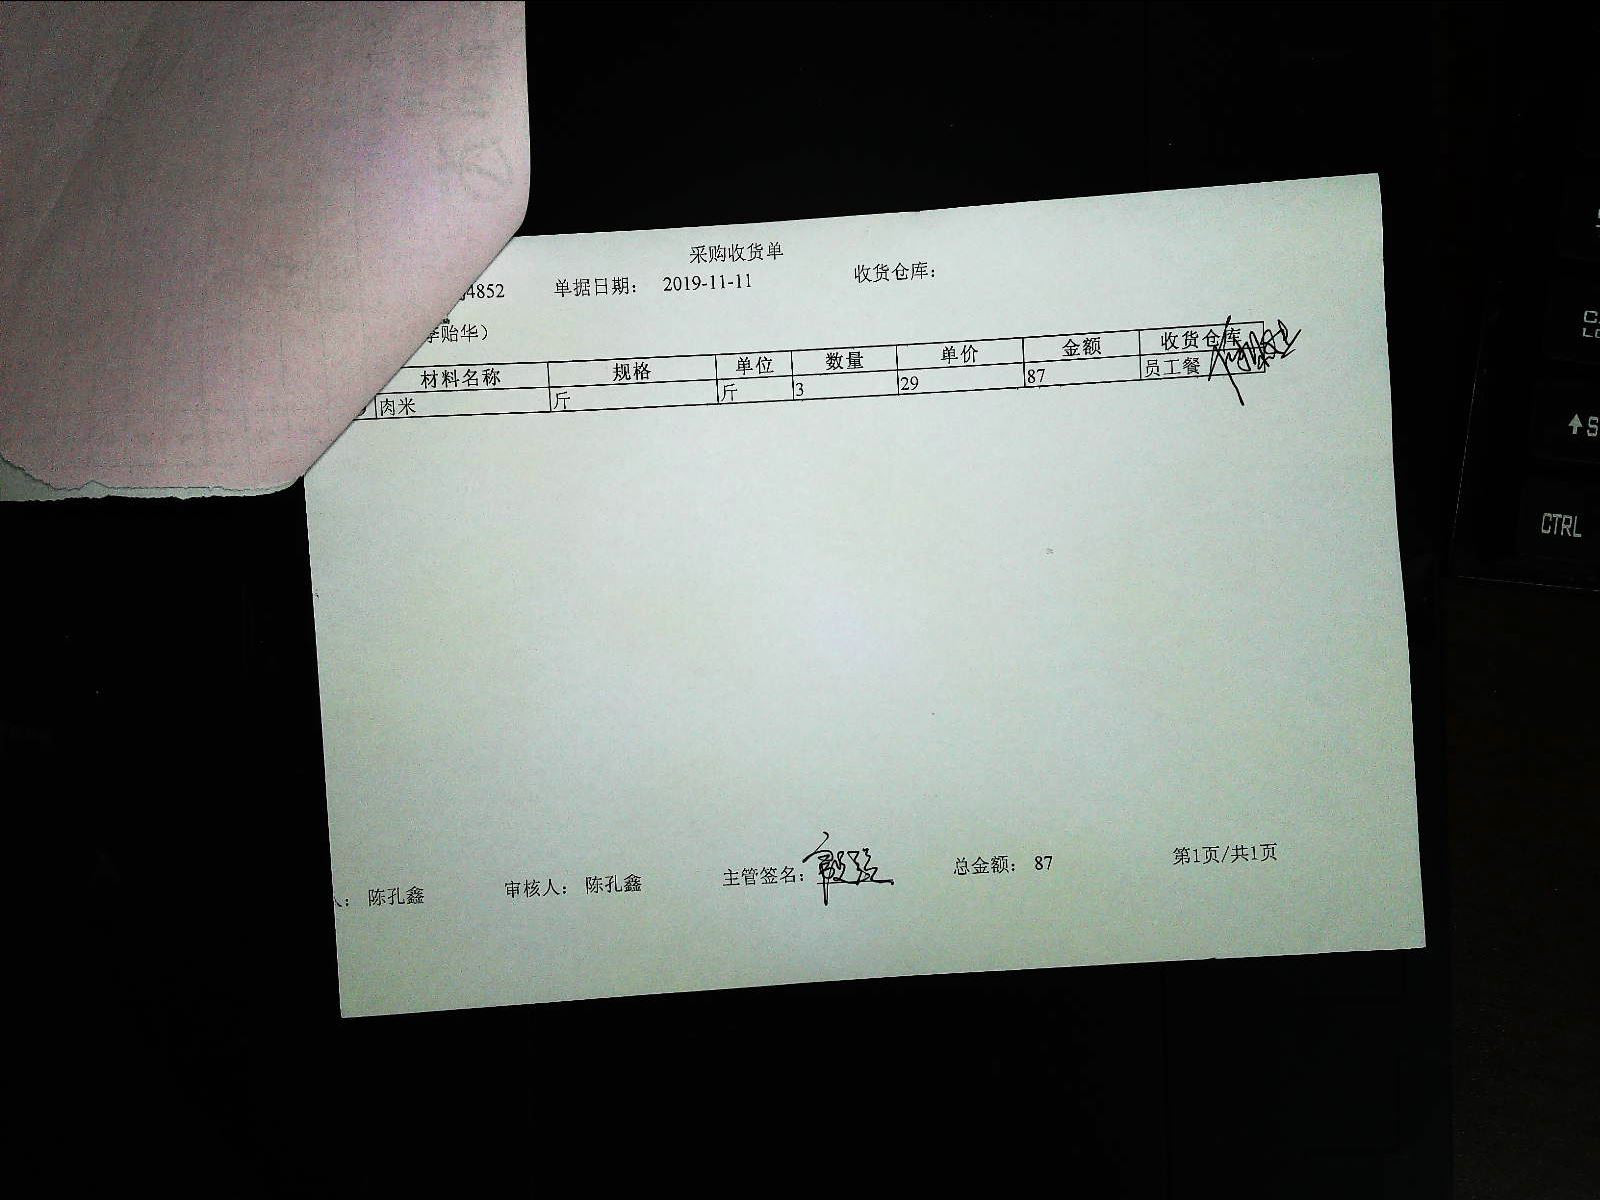 采购收货单
4852 单据日期： 2019-11-11 收货仓库：
李贻华）
材料名称 规格 单位 数量 单价 金额 收货仓库
肉米 斤 斤 3 29 87 员工餐
：陈孔鑫 审核人： 陈孔鑫 主管签名： 总金额： 87 第1页/共1页
CTRL